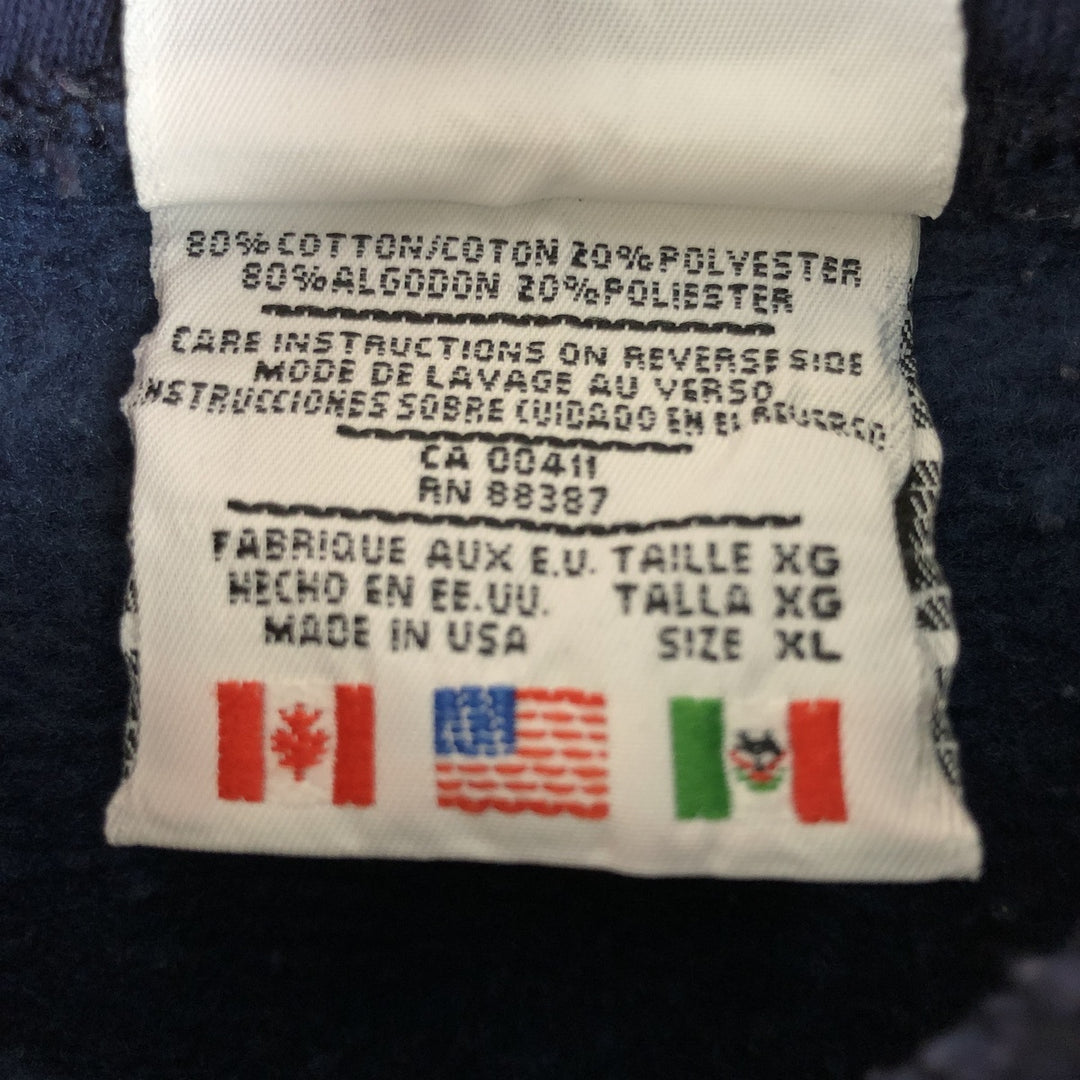 80% COTTON/COTON 20% POLYESTER
80% ALGODON 20% POLIESTER
CARE INSTRUCTIONS ON REVERSE SIDE
MODE DE LAVAGE AU VERSO
INSTRUCCIONES SOBRE CUIDADO EN EL REVERSO
CA 00411
RN 88387
FABRIQUE AUX E.U. TAILLE XG
HECHO EN EE.UU. TALLA XG
MADE IN USA SIZE XL